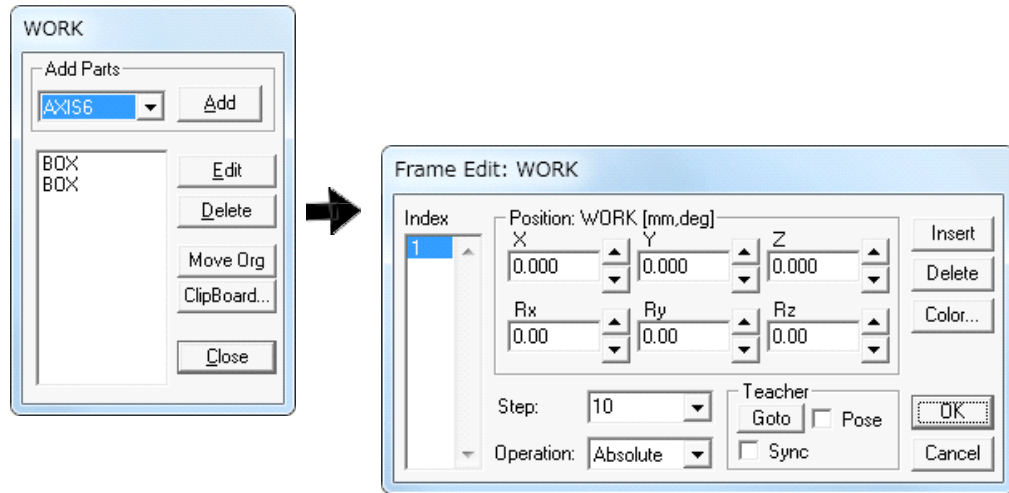 WORK
Add Parts
AXIS6
Add
BOX
BOX
Edit
Delete
Move Org
ClipBoard...
Close
Frame Edit: WORK
Index
1
Position: WORK [mm,deg]
X Y Z
0.000 0.000 0.000
Rx Ry Rz
0.00 0.00 0.00
Insert
Delete
Color...
Step: 10
Operation: Absolute
Teacher
Goto Pose
Sync
OK
Cancel